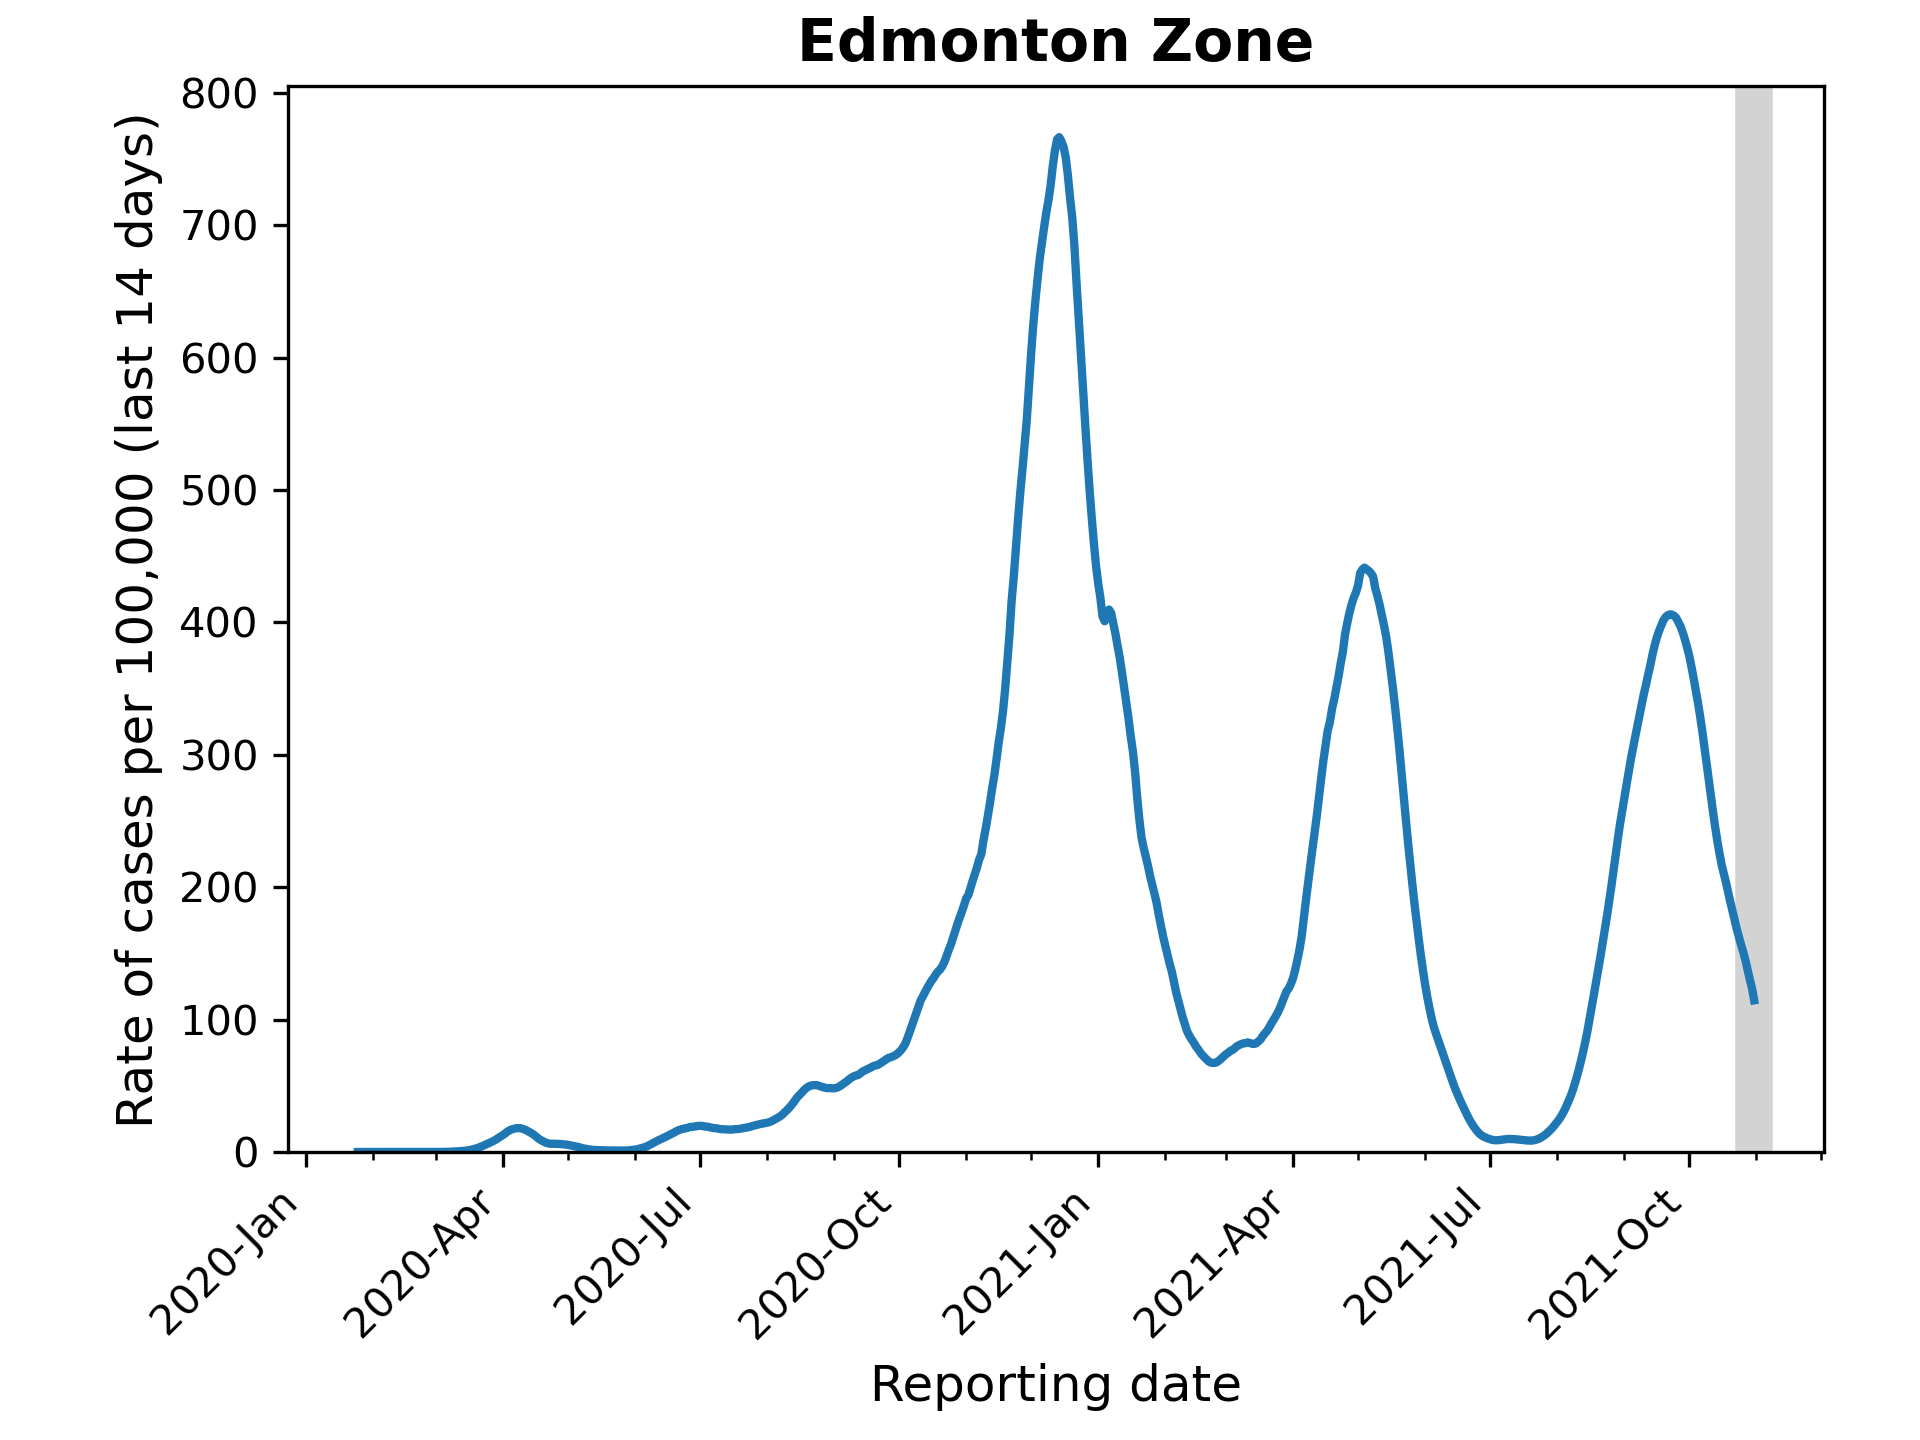 Edmonton Zone
Rate of cases per 100,000 (last 14 days)
800
700
600
500
400
300
200
100
0
2020-Jan
2020-Apr
2020-Jul
2020-Oct
2021-Jan
2021-Apr
2021-Jul
2021-Oct
Reporting date